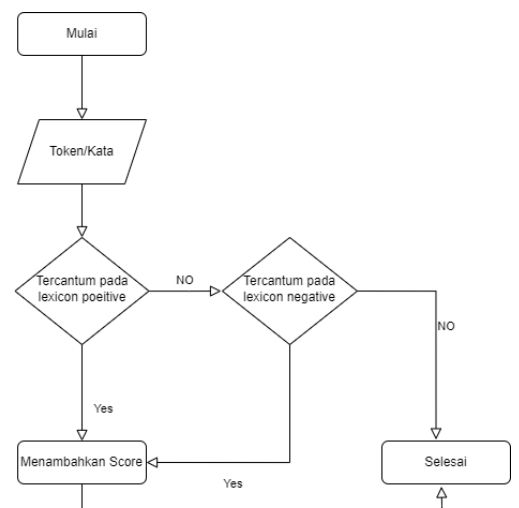 Mulai
Token/Kata
Tercantum pada
lexicon poeitive
NO
Tercantum pada
lexicon negative
NO
Yes
Menambahkan Score
Yes
Selesai